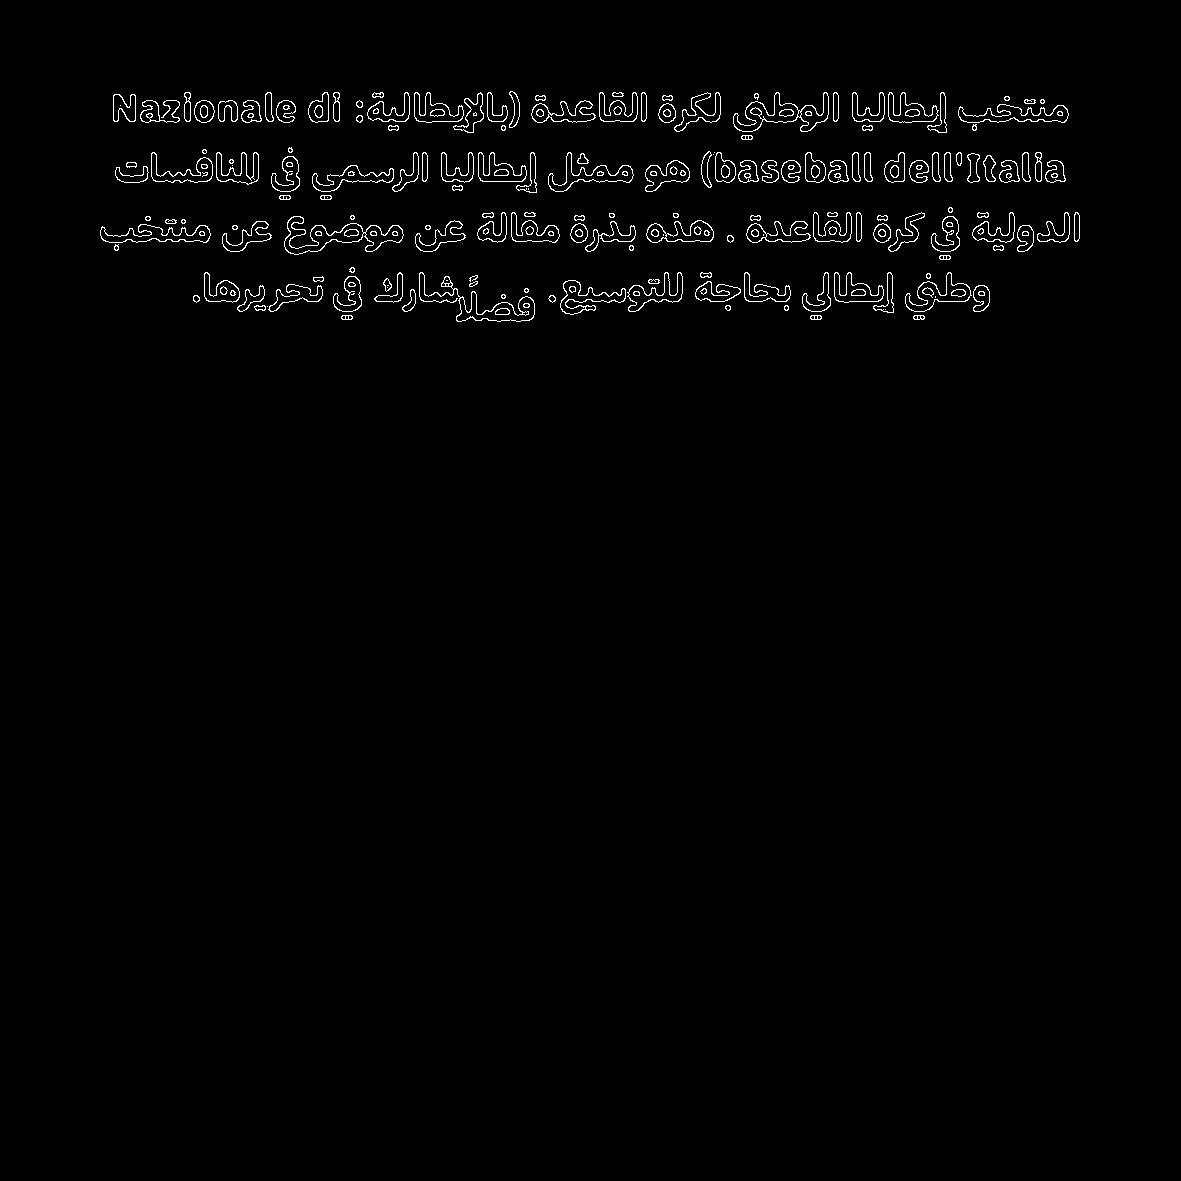 منتخب إيطاليا الوطني لكرة القاعدة (بالإيطالية: Nazionale di
baseball dell'Italia) هو ممثل إيطاليا الرسمي في المنافسات
الدولية في كرة القاعدة . هذه بذرة مقالة عن موضوع عن منتخب
وطني إيطالي بحاجة للتوسيع. فضلًا شارك في تحريرها.